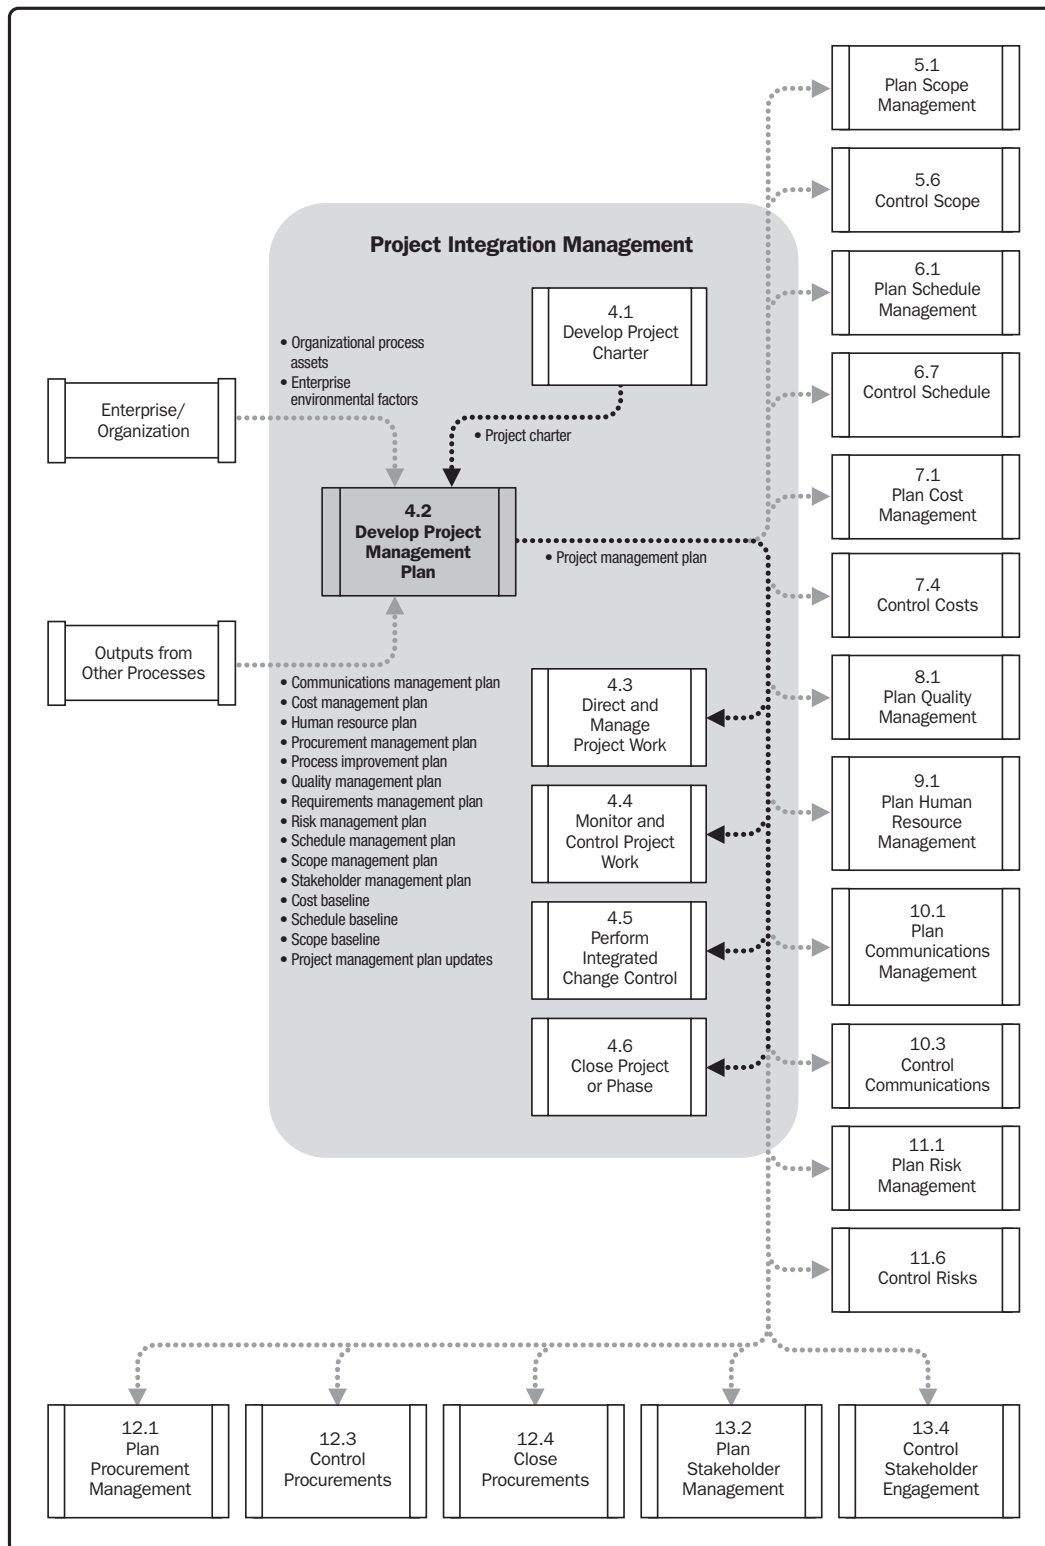 Project Integration Management
4.1
Develop Project
Charter
• Organizational process
assets
• Enterprise
environmental factors
Enterprise/
Organization
• Project charter
4.2
Develop Project
Management
Plan
• Project management plan
Outputs from
Other Processes
• Communications management plan
• Cost management plan
• Human resource plan
• Procurement management plan
• Process improvement plan
• Quality management plan
• Requirements management plan
• Risk management plan
• Schedule management plan
• Scope management plan
• Stakeholder management plan
• Cost baseline
• Schedule baseline
• Scope baseline
• Project management plan updates
4.3
Direct and
Manage
Project Work
4.4
Monitor and
Control Project
Work
4.5
Perform
Integrated
Change Control
4.6
Close Project
or Phase
5.1
Plan Scope
Management
5.6
Control Scope
6.1
Plan Schedule
Management
6.7
Control Schedule
7.1
Plan Cost
Management
7.4
Control Costs
8.1
Plan Quality
Management
9.1
Plan Human
Resource
Management
10.1
Plan
Communications
Management
10.3
Control
Communications
11.1
Plan Risk
Management
11.6
Control Risks
12.1
Plan
Procurement
Management
12.3
Control
Procurements
12.4
Close
Procurements
13.2
Plan
Stakeholder
Management
13.4
Control
Stakeholder
Engagement